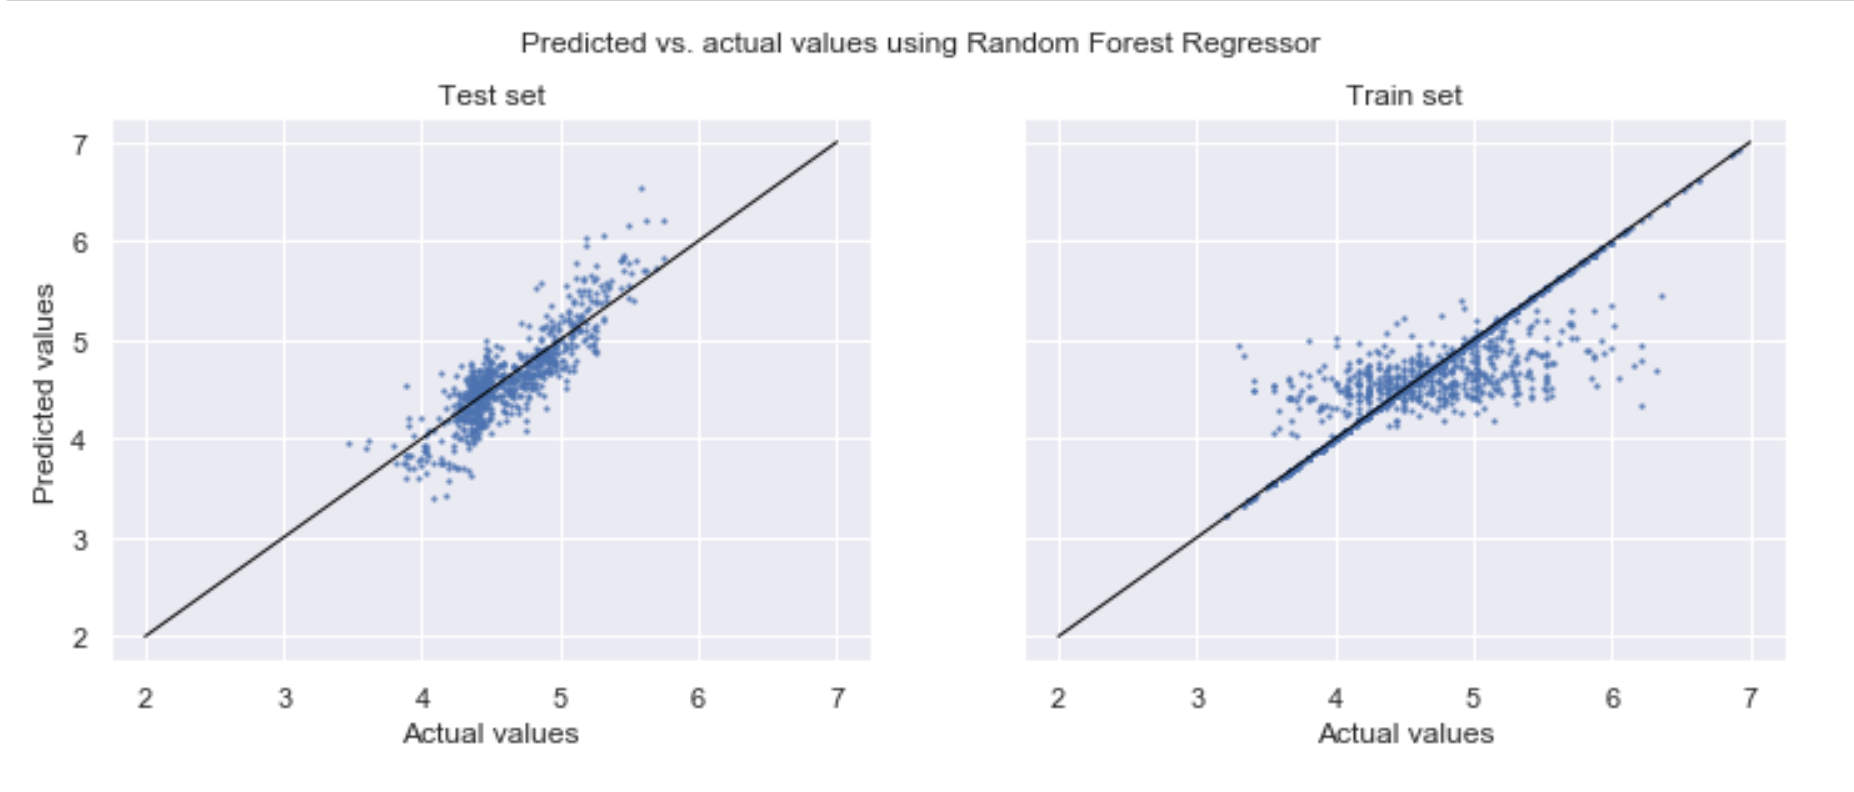 Predicted vs. actual values using Random Forest Regressor
Test set
Train set
Predicted values
7
6
5
4
3
2
2 3 4 5 6 7
2 3 4 5 6 7
Actual values
Actual values